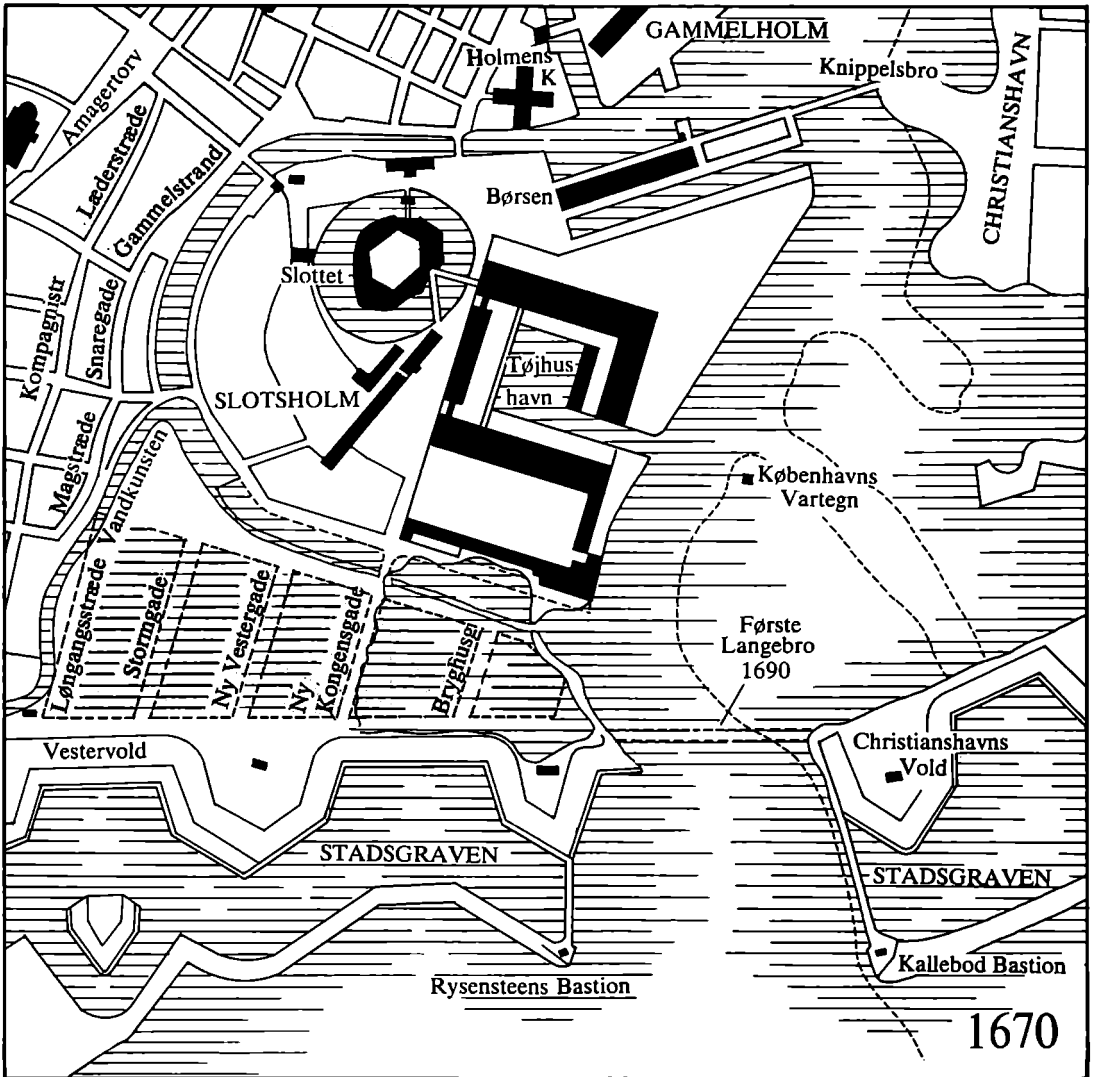 GAMMELHOLM
Holmens
K
Knippelsbro
CHRISTIANSHAVN
Amagertorv
Læderstræde
Gammelstrand
Børsen
Slottet
Kompagnistr
Snaregade
Magstræde
SLOTSHOLM
Tøjhus
havn
Vandkunsten
Københavns
Vartegn
Løngangsstræde
Stormgade
Ny Vestergade
Ny
Kongensgade
Bryghusg
Første
Langebro
1690
Vestervold
Christianshavns
Vold
STADSGRAVEN
STADSGRAVEN
Rysensteens Bastion
Kallebod Bastion
1670